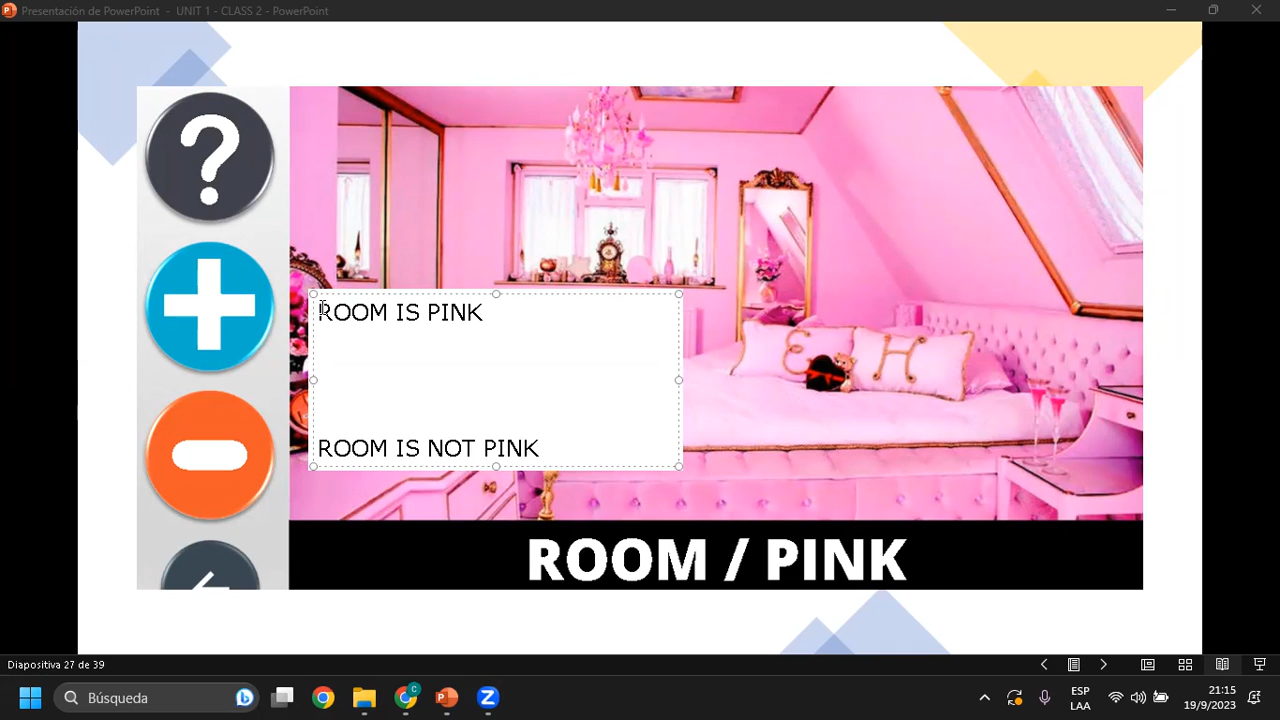 Presentación de PowerPoint - UNIT 1 - CLASS 2 - PowerPoint
?
E H
ROOM IS PINK
ROOM IS NOT PINK
ROOM / PINK
Diapositiva 27 de 39
Búsqueda
C
ESP
LAA
21:15
19/9/2023